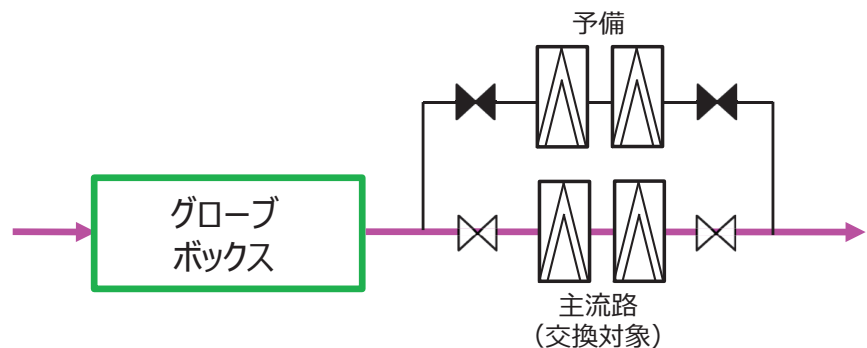 予備
グローブ
ボックス
主流路
（交換対象）